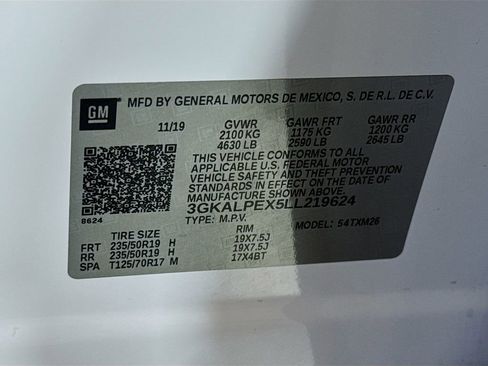 GM
MFD BY GENERAL MOTORS DE MEXICO, S. DE R.L. DE C.V.
11/19 GVWR GAWR FRT GAWR RR
2100 KG 1175 KG 1200 KG
4630 LB 2590 LB 2645 LB
THIS VEHICLE CONFORMS TO ALL
APPLICABLE U.S. FEDERAL MOTOR
VEHICLE SAFETY AND THEFT PREVENTION
STANDARDS IN EFFECT ON THE DATE OF
MANUFACTURE SHOWN ABOVE.
3GKALPEX5LL219624
8624 TYPE: M.P.V. MODEL: 54TXM26
TIRE SIZE RIM
FRT 235/50R19 H 19X7.5J
RR 235/50R19 H 19X7.5J
SPA T125/70R17 M 17X4BT